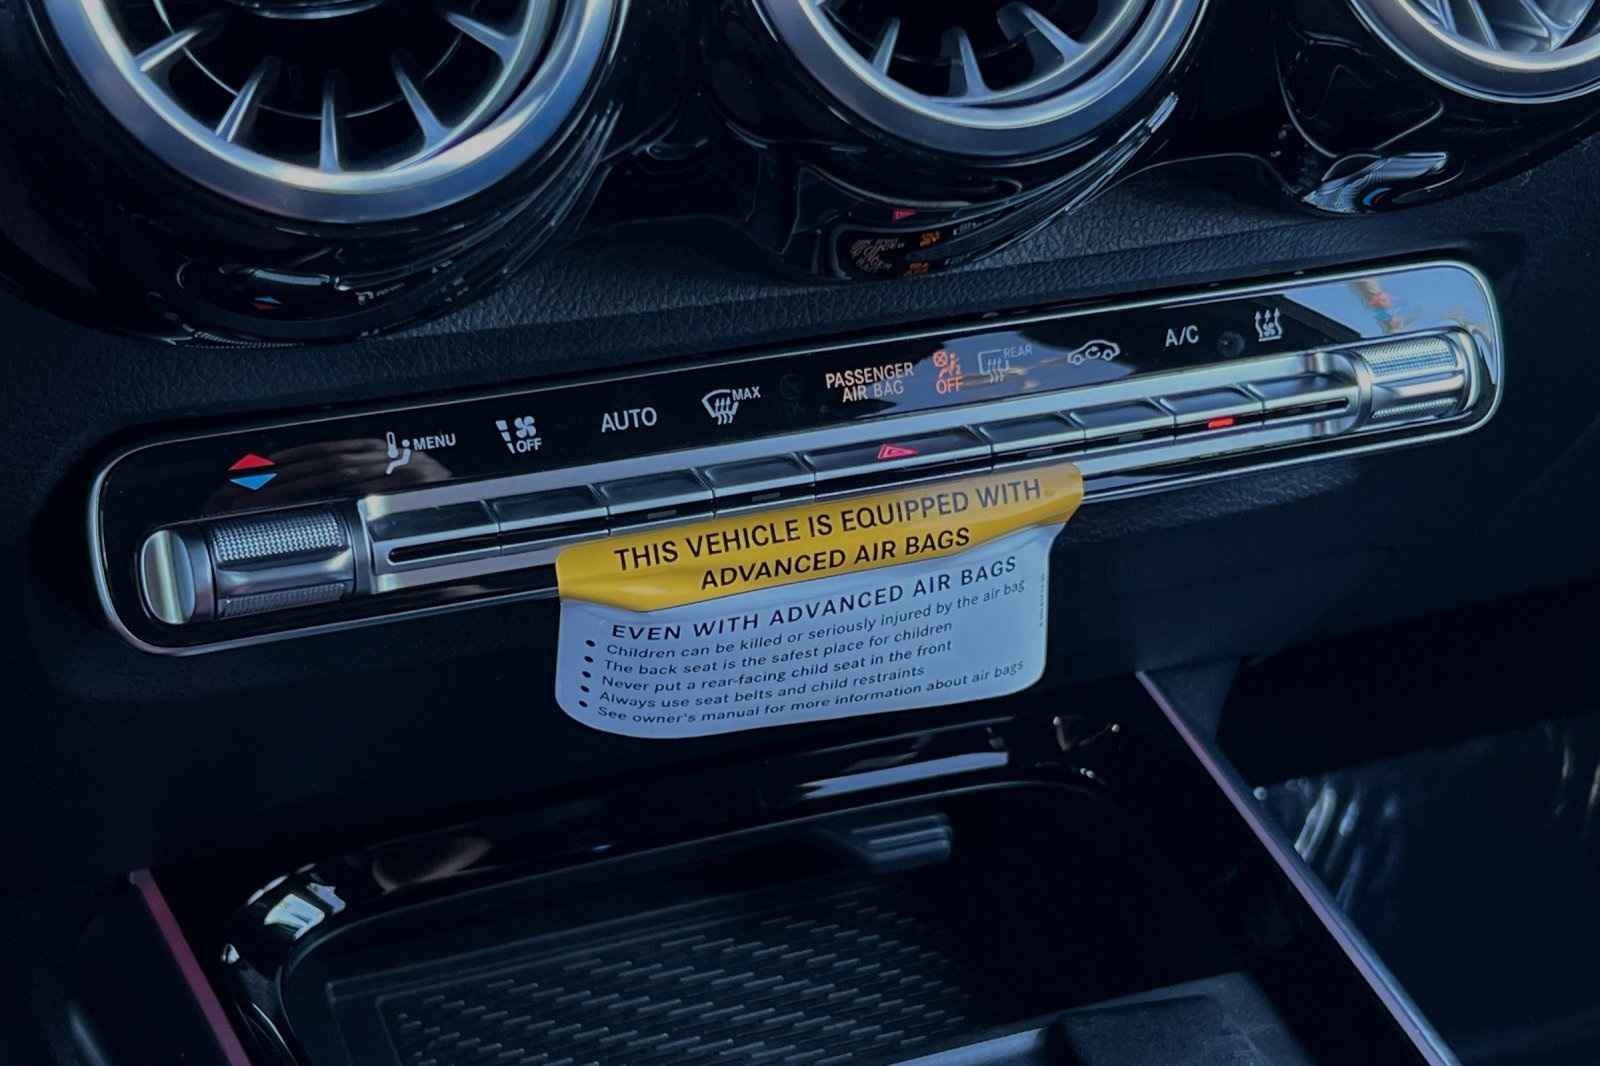 MENU
OFF
AUTO
MAX
PASSENGER
AIR BAG
OFF
REAR
A/C
THIS VEHICLE IS EQUIPPED WITH
ADVANCED AIR BAGS
EVEN WITH ADVANCED AIR BAGS
• Children can be killed or seriously injured by the air bag
• The back seat is the safest place for children
• Never put a rear-facing child seat in the front
• Always use seat belts and child restraints
• See owner's manual for more information about air bags